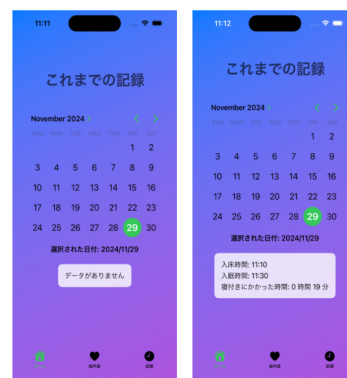 11:11
これまでの記録
November 2024
SUN MON TUE WED THU FRI SAT
1 2
3 4 5 6 7 8 9
10 11 12 13 14 15 16
17 18 19 20 21 22 23
24 25 26 27 28 29 30
選択された日付: 2024/11/29
データがありません
記録
11:12
これまでの記録
November 2024
SUN MON TUE WED THU FRI SAT
1 2
3 4 5 6 7 8 9
10 11 12 13 14 15 16
17 18 19 20 21 22 23
24 25 26 27 28 29 30
選択された日付: 2024/11/29
入床時間: 11:10
入眠時間: 11:30
寝付きにかかった時間: 0 時間 19 分
記録